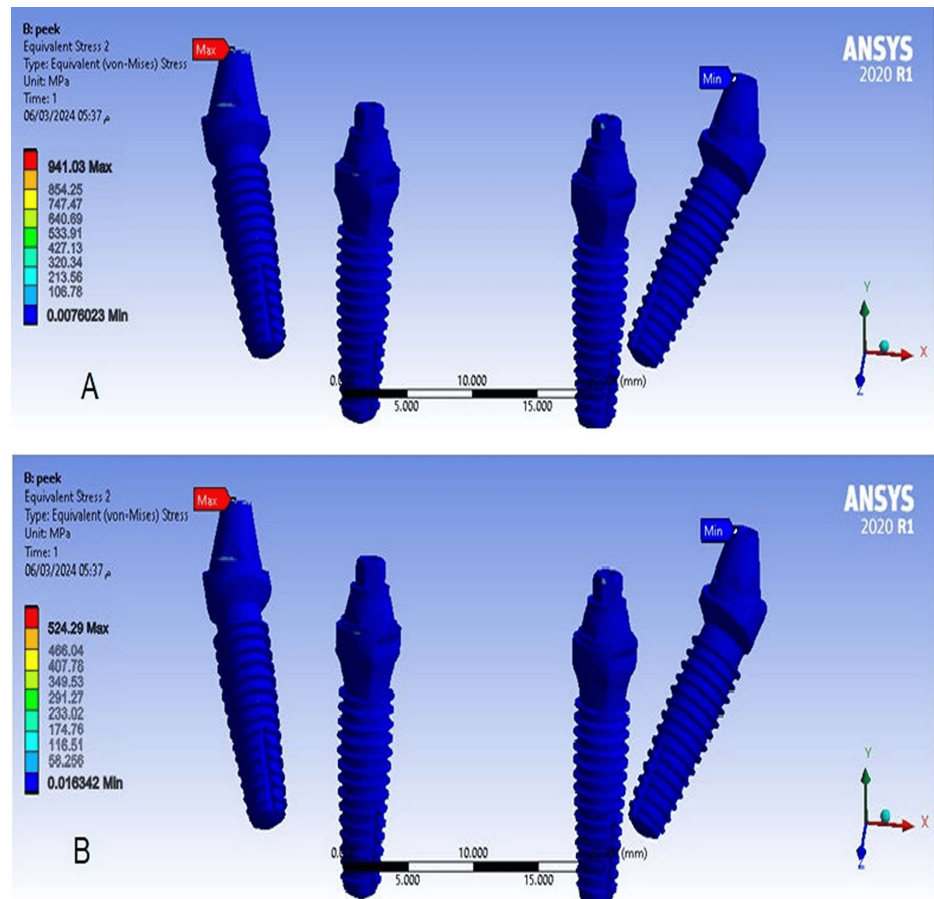 B: peek
Equivalent Stress 2
Type: Equivalent (von-Mises) Stress
Unit: MPa
Time: 1
06/03/2024 05:37 م
941.03 Max
854.25
747.47
640.69
533.91
427.13
320.34
213.56
106.78
0.0076023 Min
Max
Min
ANSYS
2020 R1
Y
X
Z
10.000
(mm)
5.000
15.000
A
B: peek
Equivalent Stress 2
Type: Equivalent (von-Mises) Stress
Unit: MPa
Time: 1
06/03/2024 05:37 م
524.29 Max
466.04
407.78
349.53
291.27
233.02
174.76
116.51
58.256
0.016342 Min
Max
Min
ANSYS
2020 R1
Y
X
Z
10.000
(mm)
5.000
15.000
B